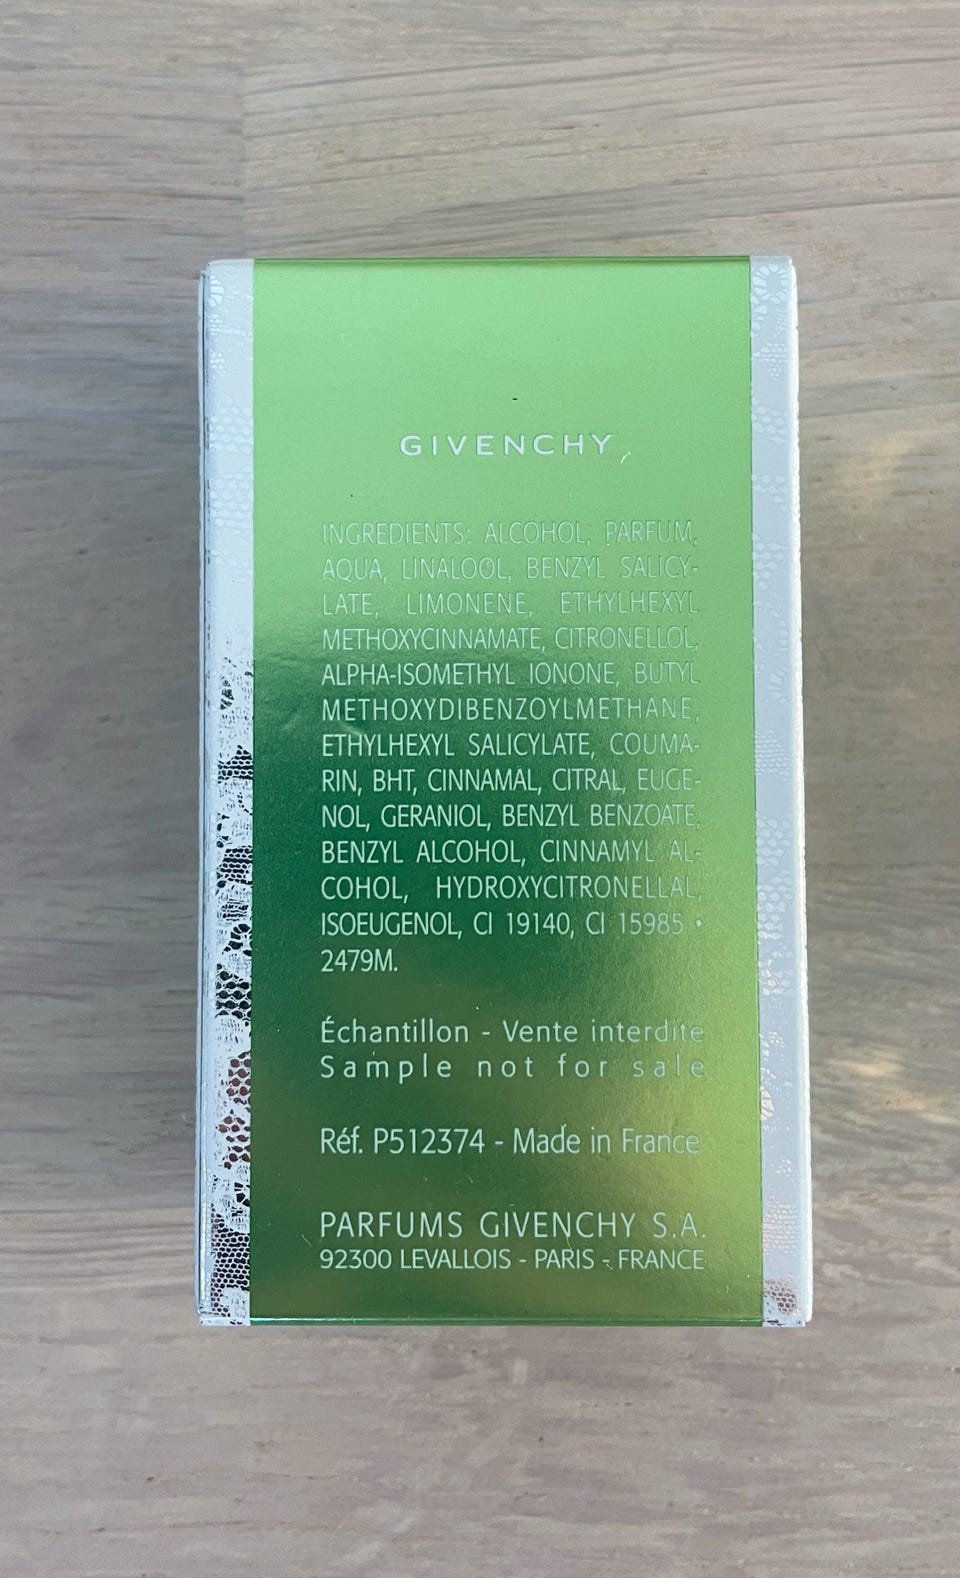 GIVENCHY
INGREDIENTS: ALCOHOL, PARFUM,
AQUA, LINALOOL, BENZYL SALICY-
LATE, LIMONENE, ETHYLHEXYL
METHOXYCINNAMATE, CITRONELLOL,
ALPHA-ISOMETHYL IONONE, BUTYL
METHOXYDIBENZOYLMETHANE,
ETHYLHEXYL SALICYLATE, COUMA-
RIN, BHT, CINNAMAL, CITRAL, EUGE-
NOL, GERANIOL, BENZYL BENZOATE,
BENZYL ALCOHOL, CINNAMYL AL-
COHOL, HYDROXYCITRONELLAL,
ISOEUGENOL, CI 19140, CI 15985 •
2479M.
Échantillon - Vente interdite
Sample not for sale
Réf. P512374 - Made in France
PARFUMS GIVENCHY S.A.
92300 LEVALLOIS - PARIS - FRANCE